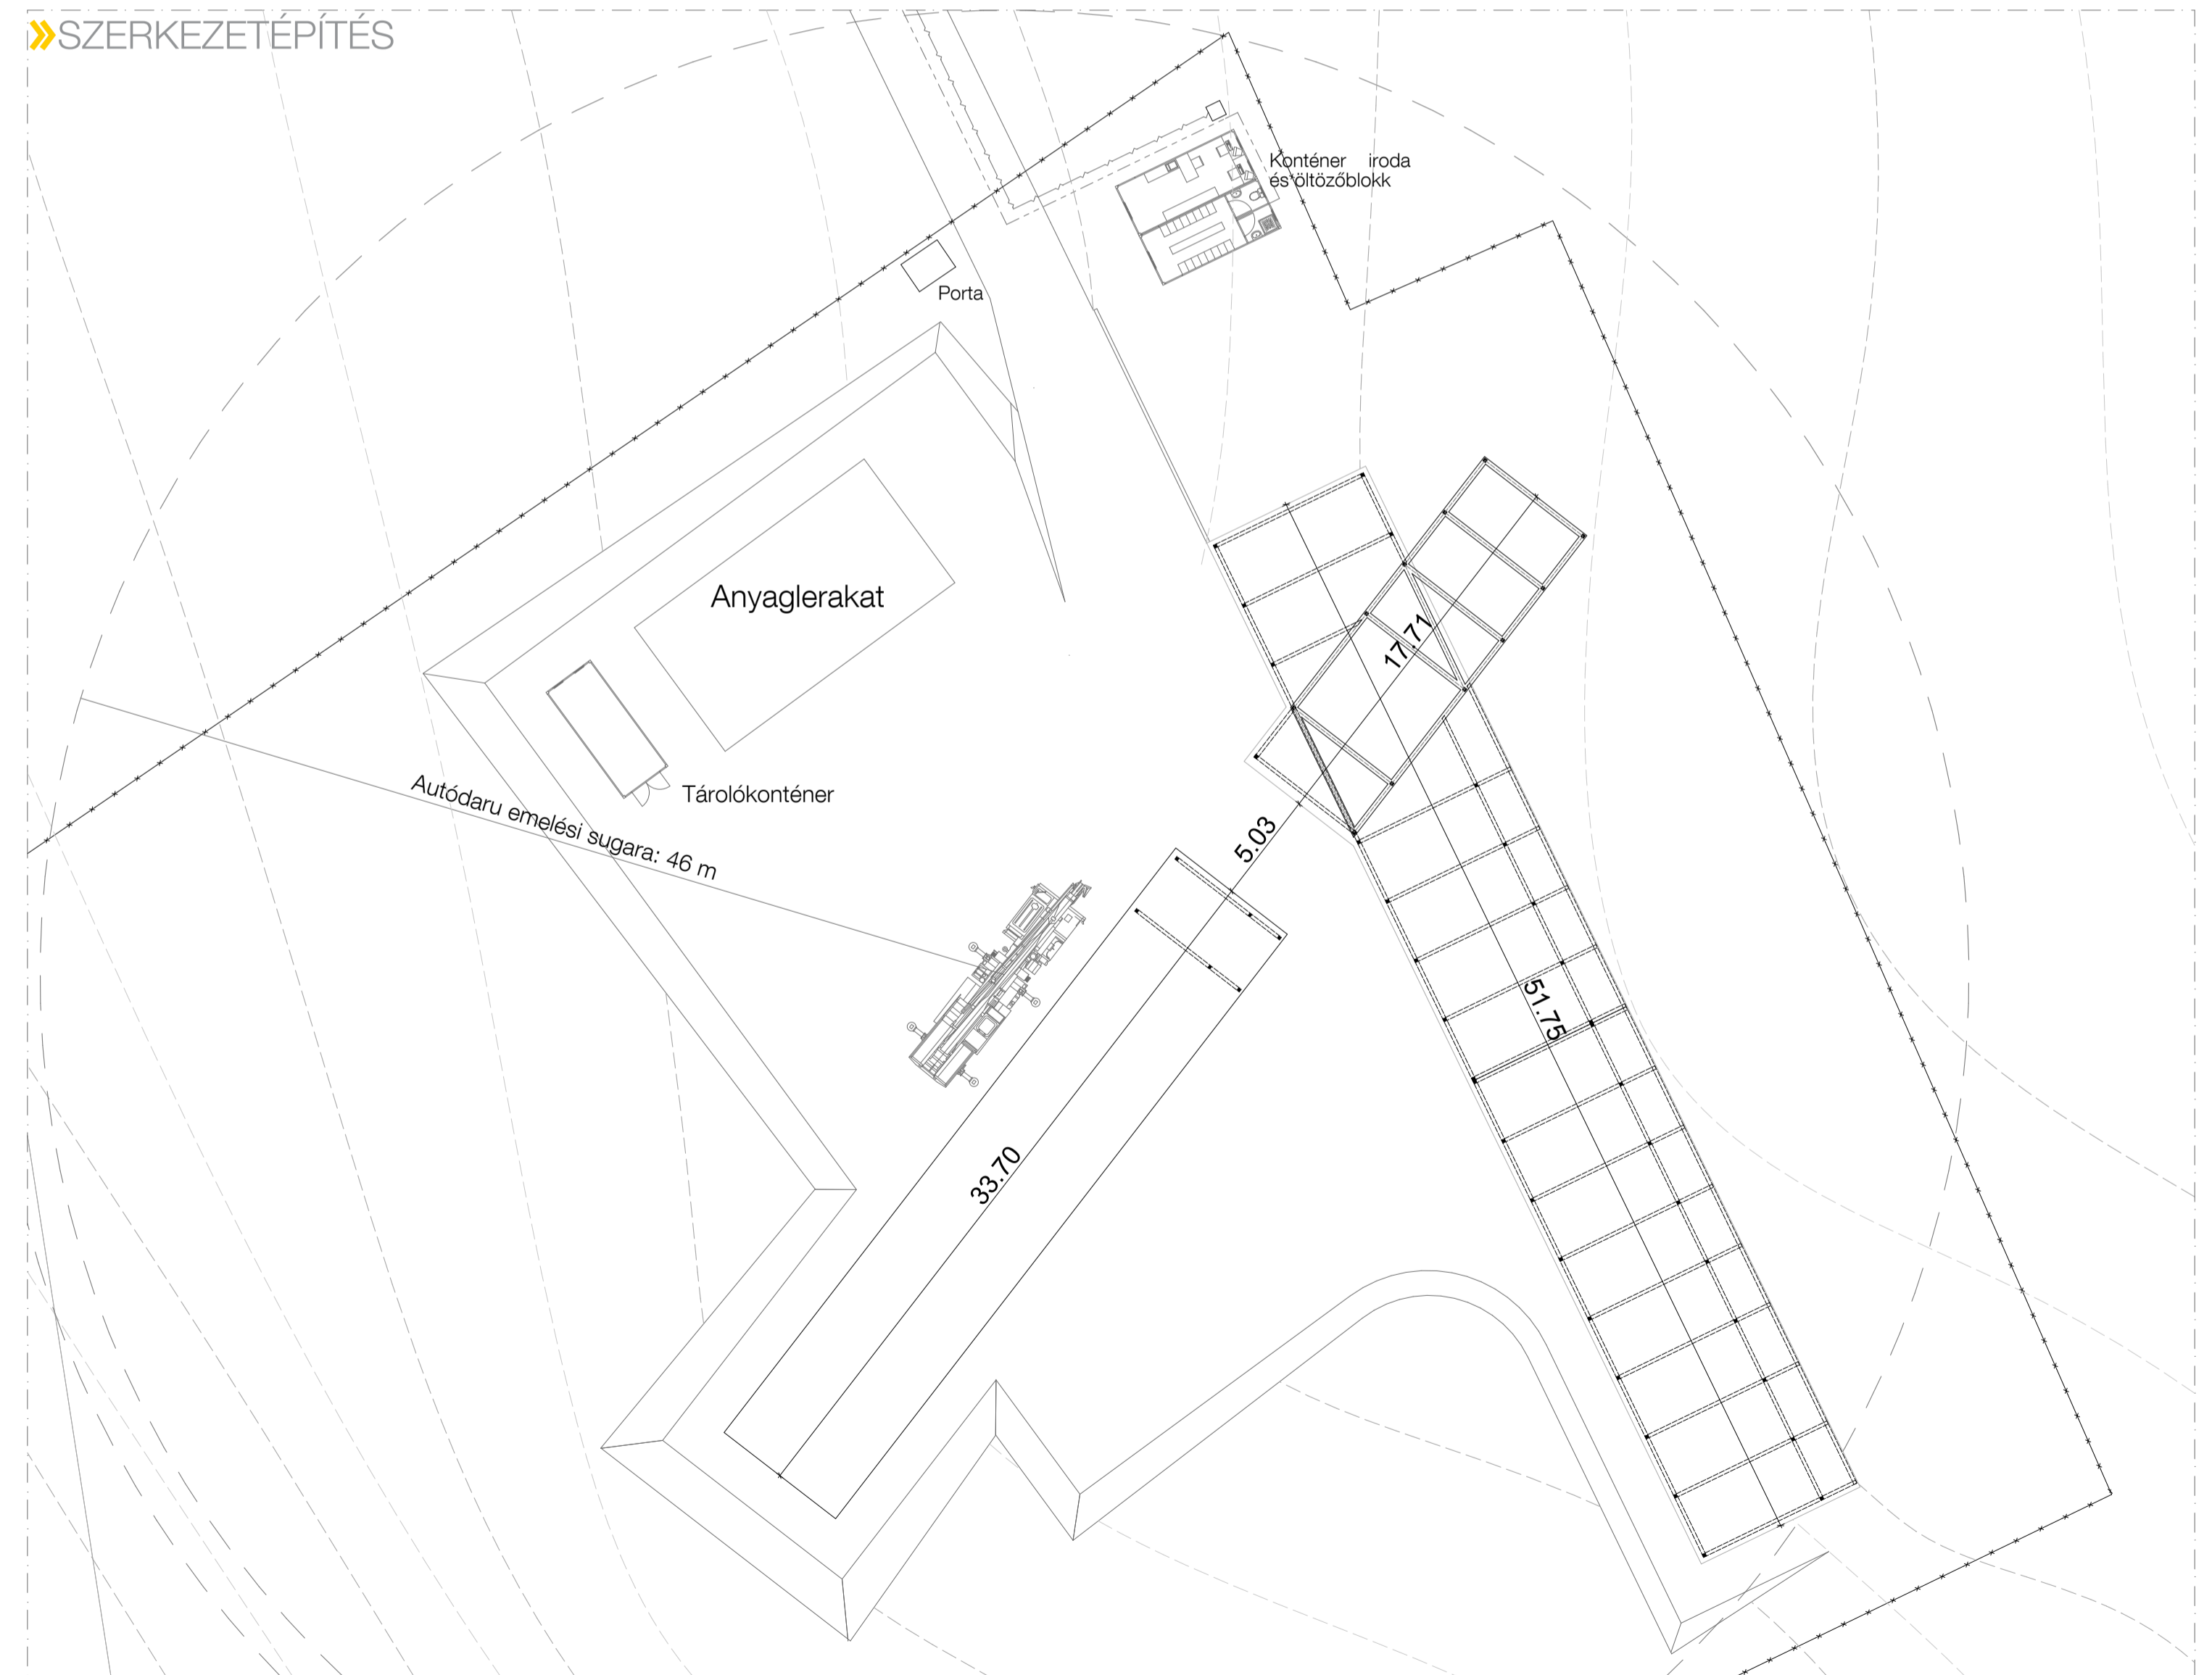 SZERKEZETÉPÍTÉS
Konténer iroda
és öltözőblokk
Porta
Anyaglerakat
17.71
Tárolókonténer
Autódaru emelési sugara: 46 m
5.03
51.75
33.70